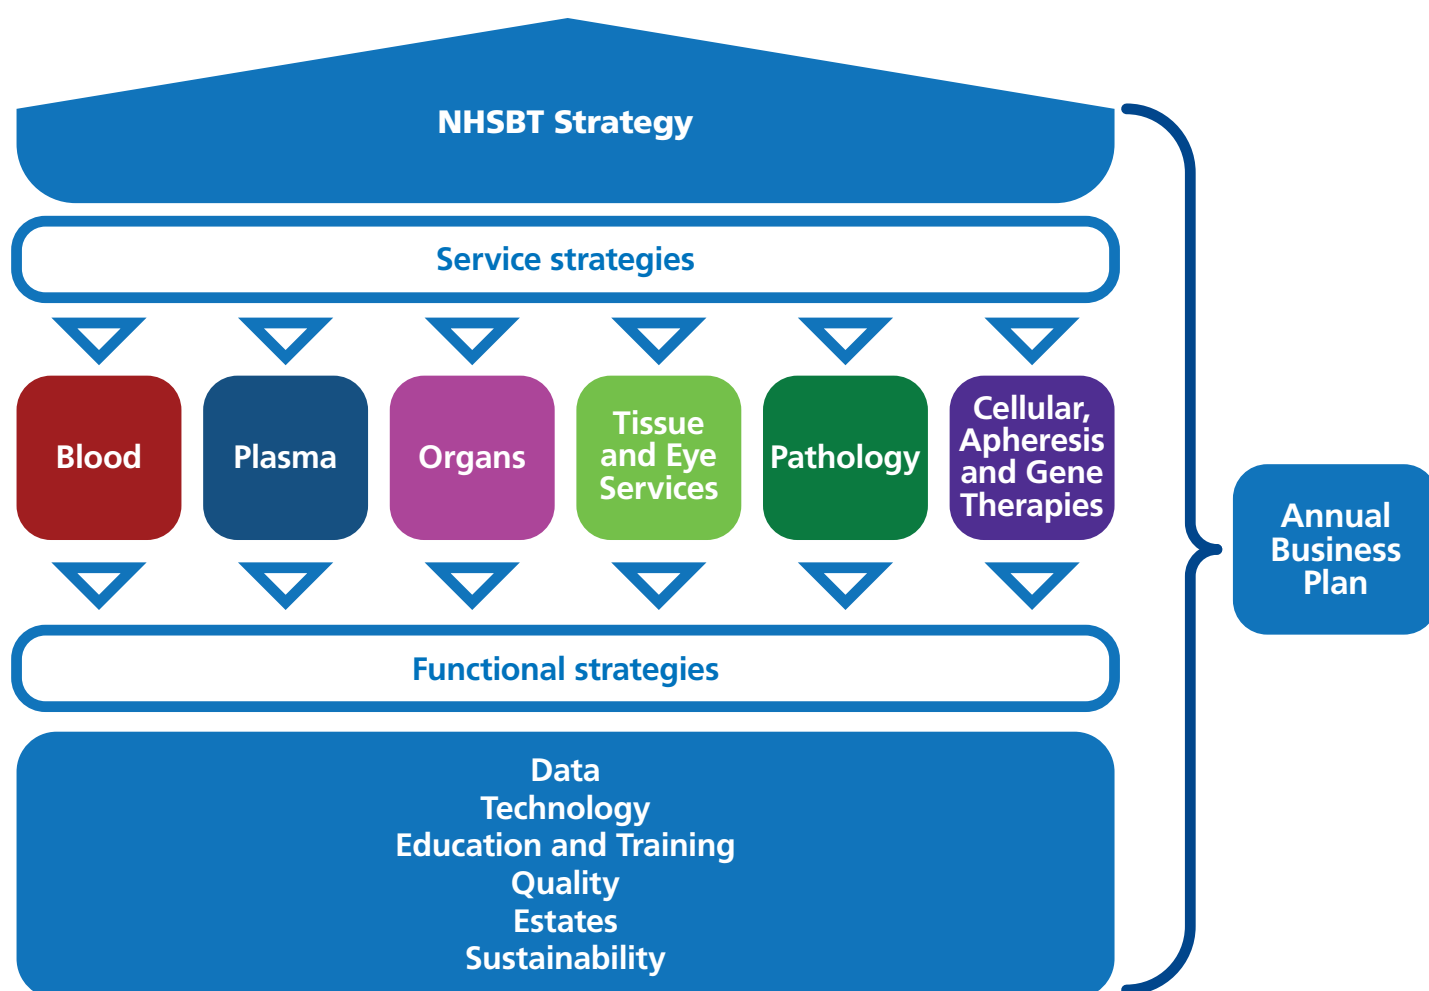 NHSBT Strategy
Service strategies
Blood
Plasma
Organs
Tissue
and Eye
Services
Pathology
Cellular,
Apheresis
and Gene
Therapies
Functional strategies
Data
Technology
Education and Training
Quality
Estates
Sustainability
Annual
Business
Plan